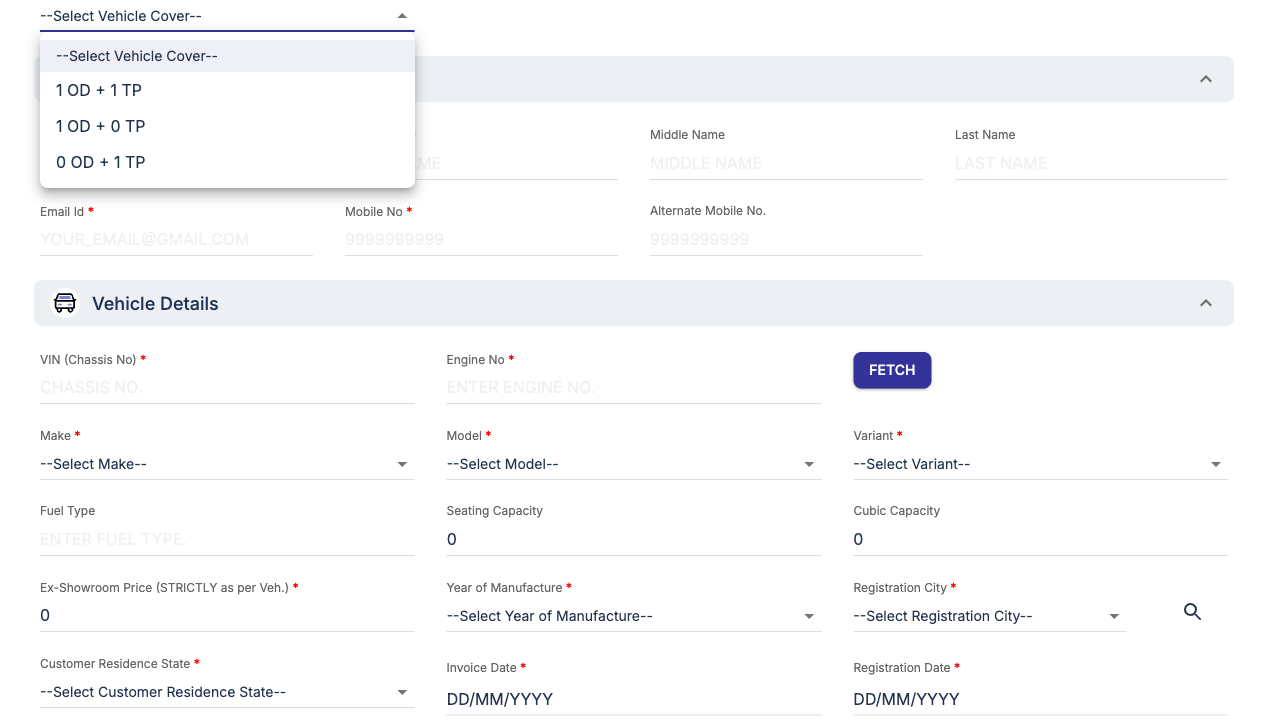 --Select Vehicle Cover--
--Select Vehicle Cover--
1 OD + 1 TP
1 OD + 0 TP
0 OD + 1 TP
Middle Name
Last Name
MIDDLE NAME
LAST NAME
Email Id *
Mobile No *
Alternate Mobile No.
YOUR_EMAIL@GMAIL.COM
9999999999
9999999999
Vehicle Details
VIN (Chassis No) *
Engine No *
FETCH
CHASSIS NO.
ENTER ENGINE NO.
Make *
Model *
Variant *
--Select Make--
--Select Model--
--Select Variant--
Fuel Type
Seating Capacity
Cubic Capacity
ENTER FUEL TYPE.
0
0
Ex-Showroom Price (STRICTLY as per Veh.) *
Year of Manufacture *
Registration City *
0
--Select Year of Manufacture--
--Select Registration City--
Customer Residence State *
Invoice Date *
Registration Date *
--Select Customer Residence State--
DD/MM/YYYY
DD/MM/YYYY